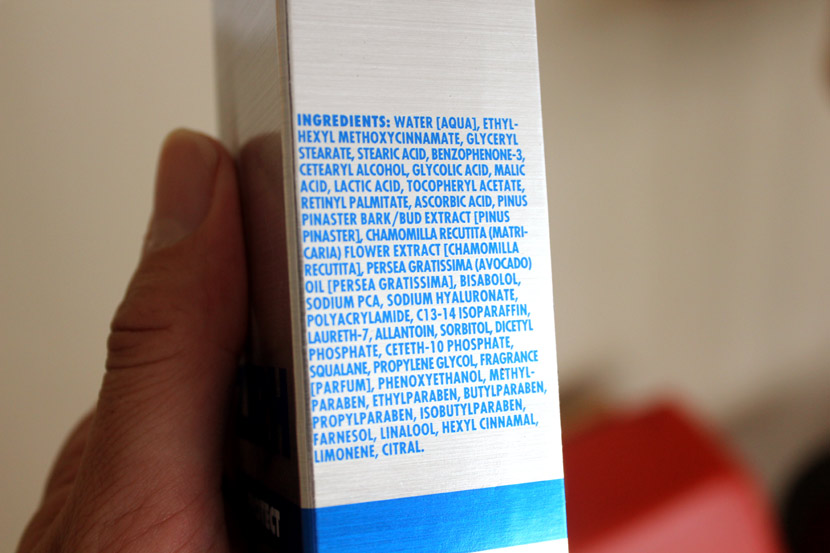 INGREDIENTS: WATER [AQUA], ETHYL-
HEXYL METHOXYCINNAMATE, GLYCERYL
STEARATE, STEARIC ACID, BENZOPHENONE-3,
CETEARYL ALCOHOL, GLYCOLIC ACID, MALIC
ACID, LACTIC ACID, TOCOPHERYL ACETATE,
RETINYL PALMITATE, ASCORBIC ACID, PINUS
PINASTER BARK/BUD EXTRACT [PINUS
PINASTER], CHAMOMILLA RECUTITA (MATRI-
CARIA) FLOWER EXTRACT [CHAMOMILLA
RECUTITA], PERSEA GRATISSIMA (AVOCADO)
OIL [PERSEA GRATISSIMA], BISABOLOL,
SODIUM PCA, SODIUM HYALURONATE,
POLYACRYLAMIDE, C13-14 ISOPARAFFIN,
LAURETH-7, ALLANTOIN, SORBITOL, DICETYL
PHOSPHATE, CETETH-10 PHOSPHATE,
SQUALANE, PROPYLENE GLYCOL, FRAGRANCE
[PARFUM], PHENOXYETHANOL, METHYL-
PARABEN, ETHYLPARABEN, BUTYLPARABEN,
PROPYLPARABEN, ISOBUTYLPARABEN,
FARNESOL, LINALOOL, HEXYL CINNAMAL,
LIMONENE, CITRAL.